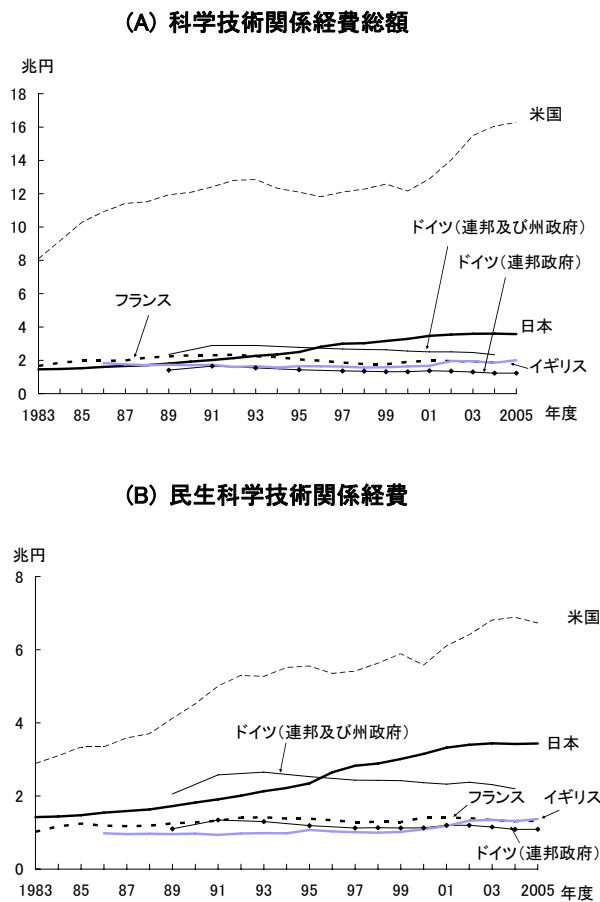 (A) 科学技術関係経費総額
兆円
18
16
14
12
10
8
6
4
2
0
米国
ドイツ(連邦及び州政府)
ドイツ(連邦政府)
フランス
日本
イギリス
1983 85 87 89 91 93 95 97 99 01 03 2005 年度
(B) 民生科学技術関係経費
兆円
8
6
4
2
0
米国
ドイツ(連邦及び州政府)
日本
フランス
イギリス
ドイツ(連邦政府)
1983 85 87 89 91 93 95 97 99 01 03 2005 年度